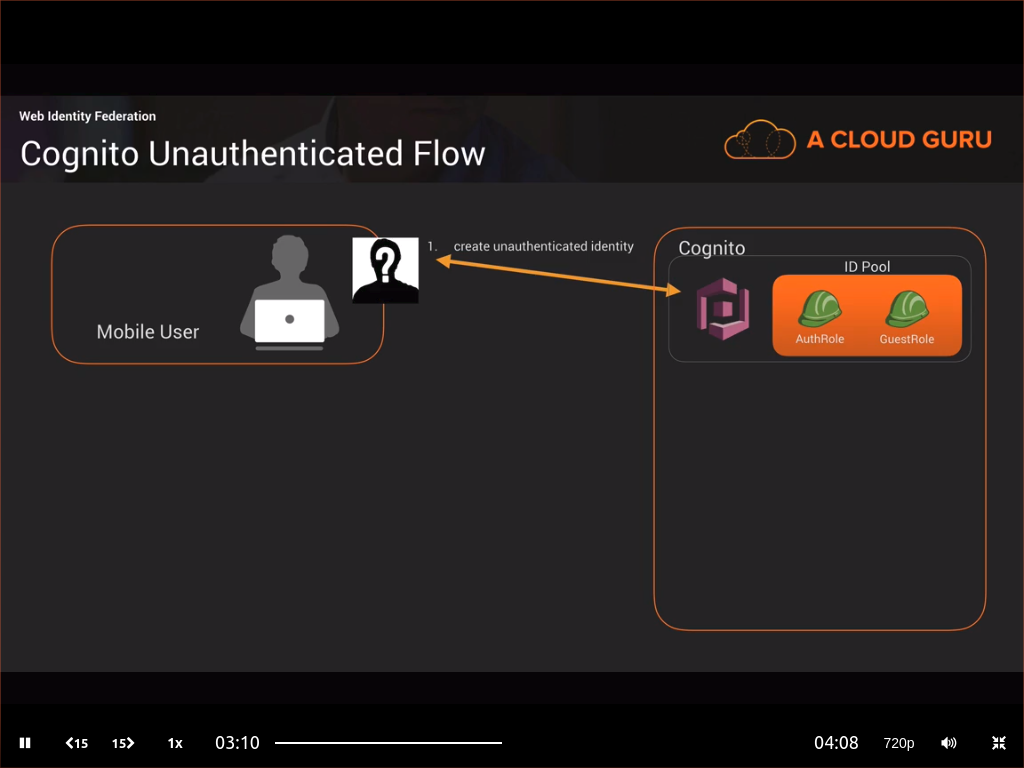 Web Identity Federation
Cognito Unauthenticated Flow
A CLOUD GURU
1. create unauthenticated identity
Cognito
ID Pool
AuthRole
GuestRole
Mobile User
15
15
1x
03:10
04:08
720p